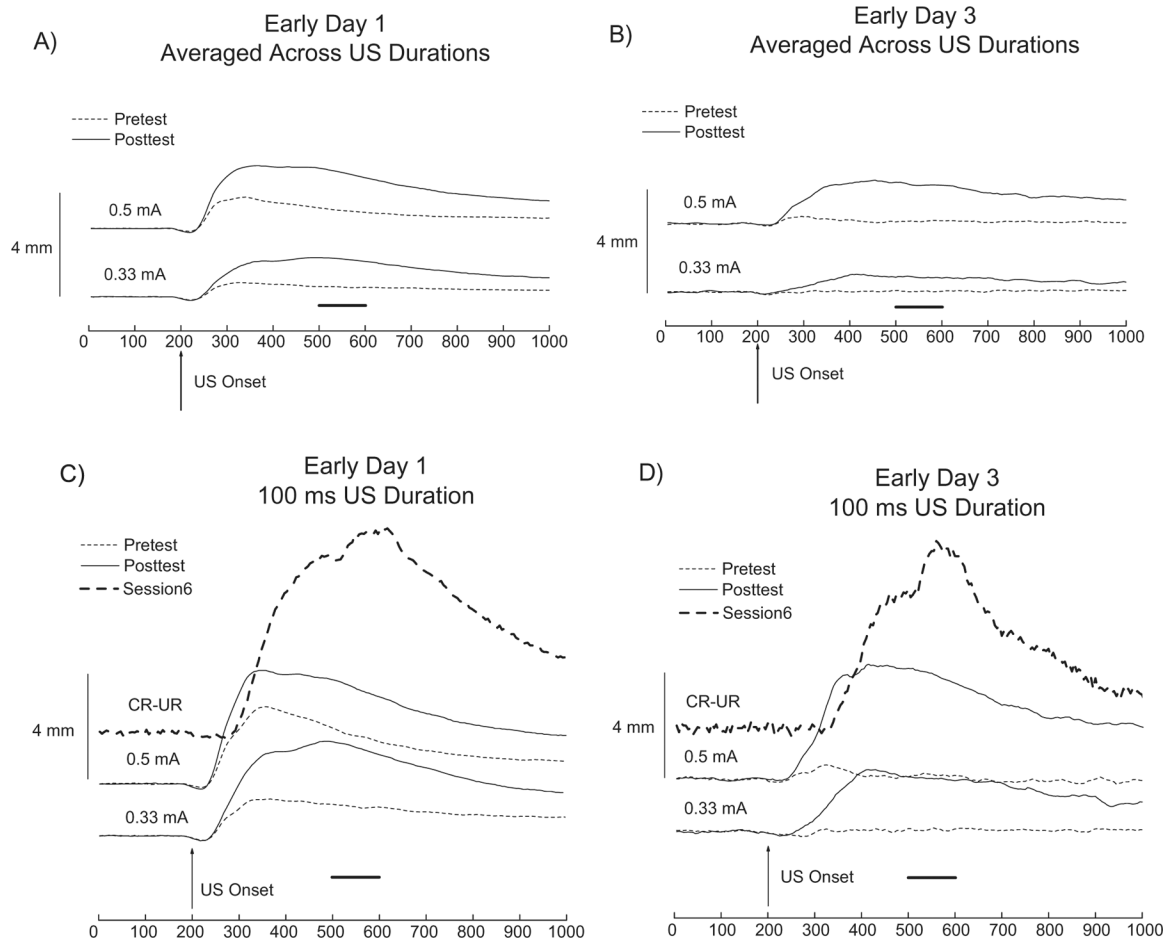 A)
Early Day 1
Averaged Across US Durations
Pretest
Posttest
0.5 mA
4 mm
0.33 mA
0 100 200 300 400 500 600 700 800 900 1000
US Onset
B)
Early Day 3
Averaged Across US Durations
Pretest
Posttest
0.5 mA
4 mm
0.33 mA
0 100 200 300 400 500 600 700 800 900 1000
US Onset
C)
Early Day 1
100 ms US Duration
Pretest
Posttest
Session6
CR-UR
4 mm
0.5 mA
0.33 mA
US Onset
0 100 200 300 400 500 600 700 800 900 1000
D)
Early Day 3
100 ms US Duration
Pretest
Posttest
Session6
CR-UR
4 mm
0.5 mA
0.33 mA
US Onset
0 100 200 300 400 500 600 700 800 900 1000